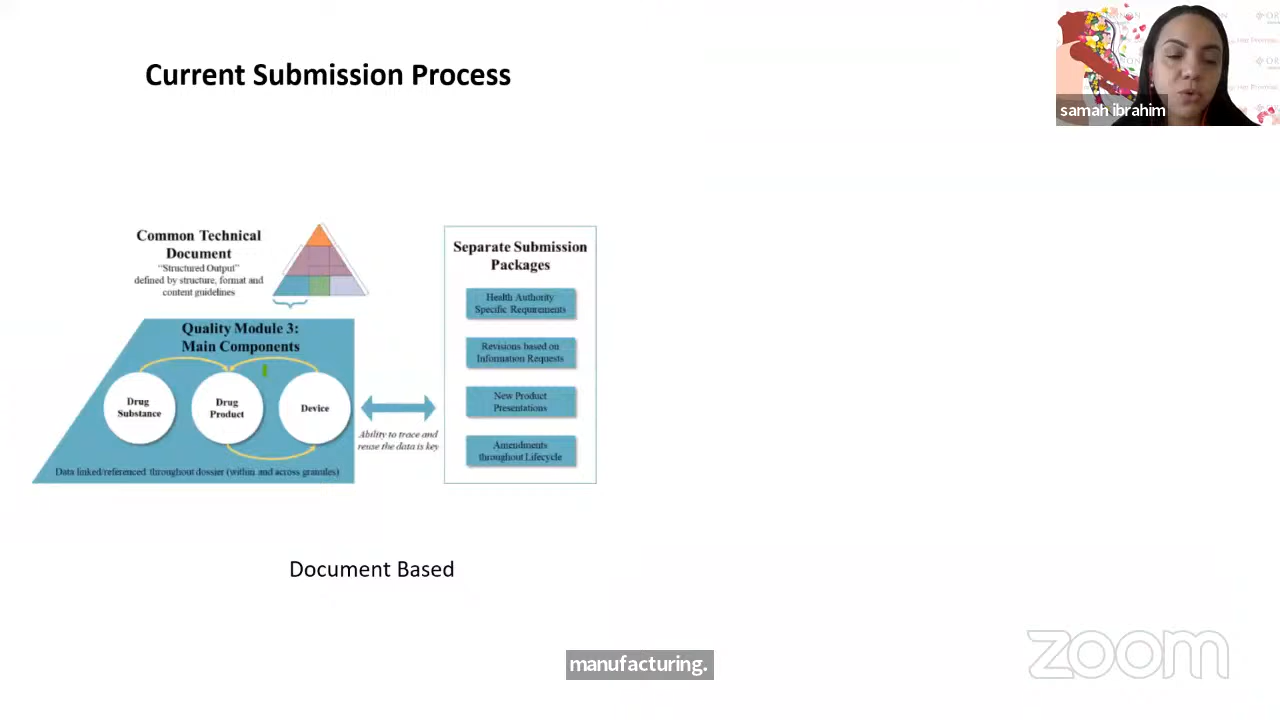 Current Submission Process
samah ibrahim
Common Technical
Document
“Structured Output”
defined by structure, format and
content guidelines
Quality Module 3:
Main Components
Drug
Substance
Drug
Product
Device
Data linked/referenced throughout dossier (within and across granules)
Ability to trace and
reuse the data is key
Separate Submission
Packages
Health Authority
Specific Requirements
Revisions based on
Information Requests
New Product
Presentations
Amendments
throughout Lifecycle
Document Based
manufacturing.
zoom